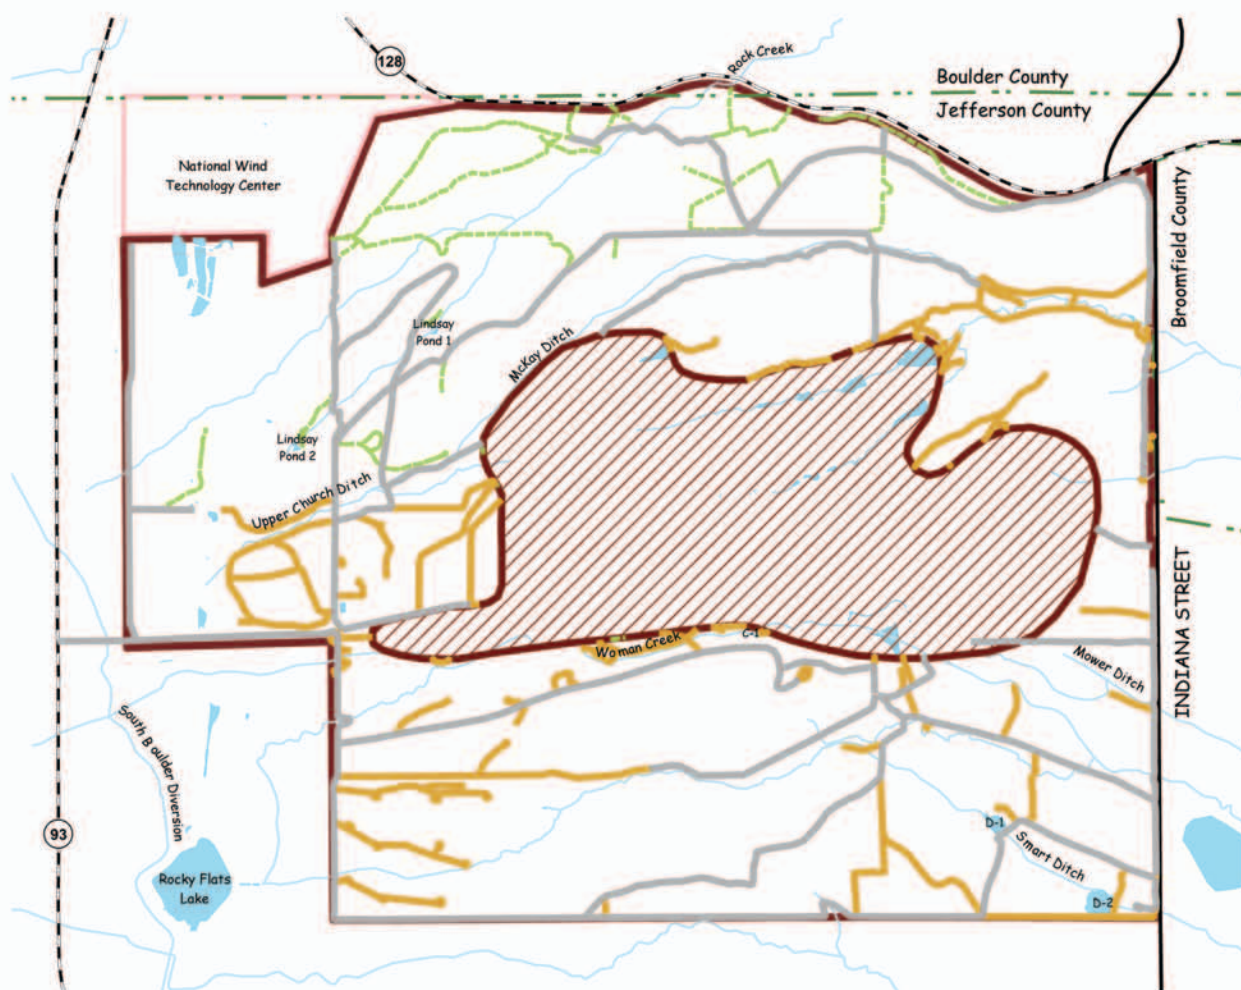 Rock Creek
128
Boulder County
Jefferson County
National Wind
Technology Center
Broomfield County
Lindsay
Pond 1
McKay Ditch
Lindsay
Pond 2
Upper Church Ditch
INDIANA STREET
C-1
Woman Creek
Mower Ditch
South Boulder Diversion
93
D-1
Smart Ditch
Rocky Flats
Lake
D-2